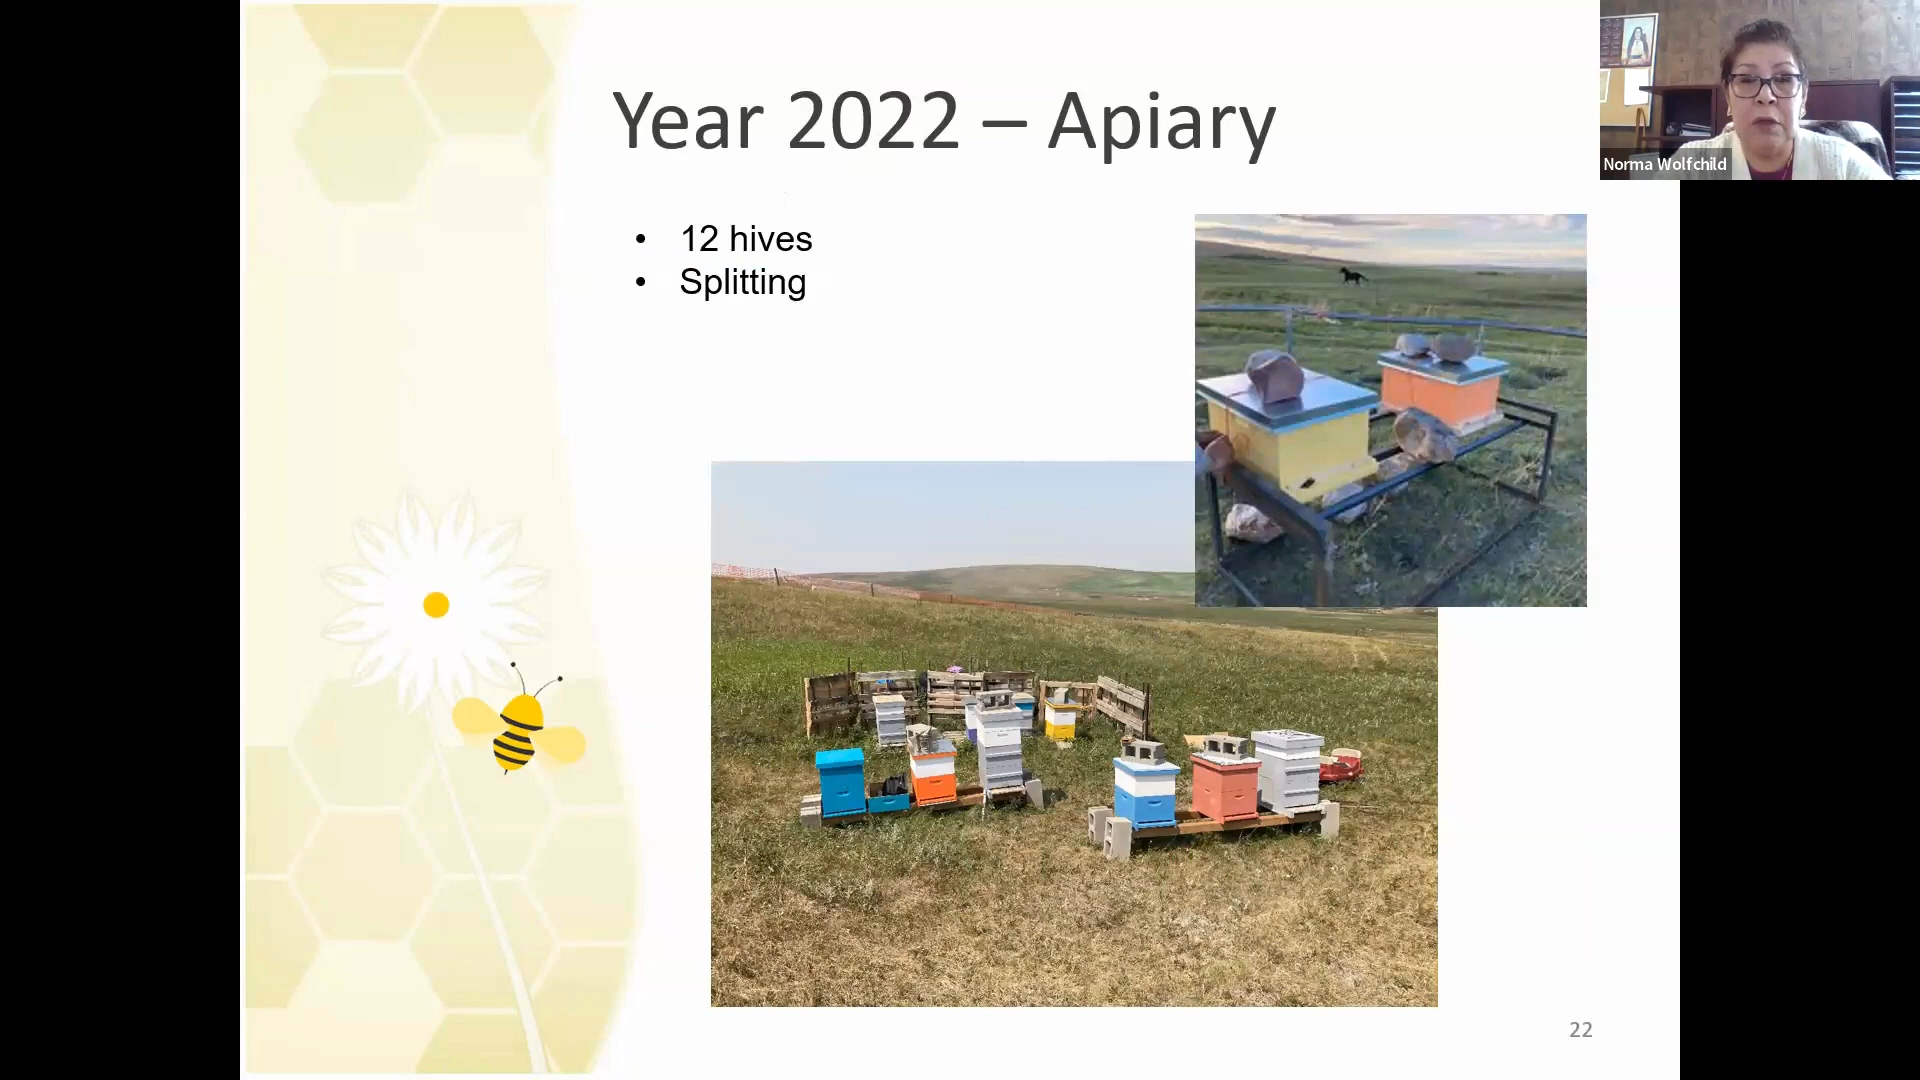 Year 2022 – Apiary
• 12 hives
• Splitting
Norma Wolfchild
22